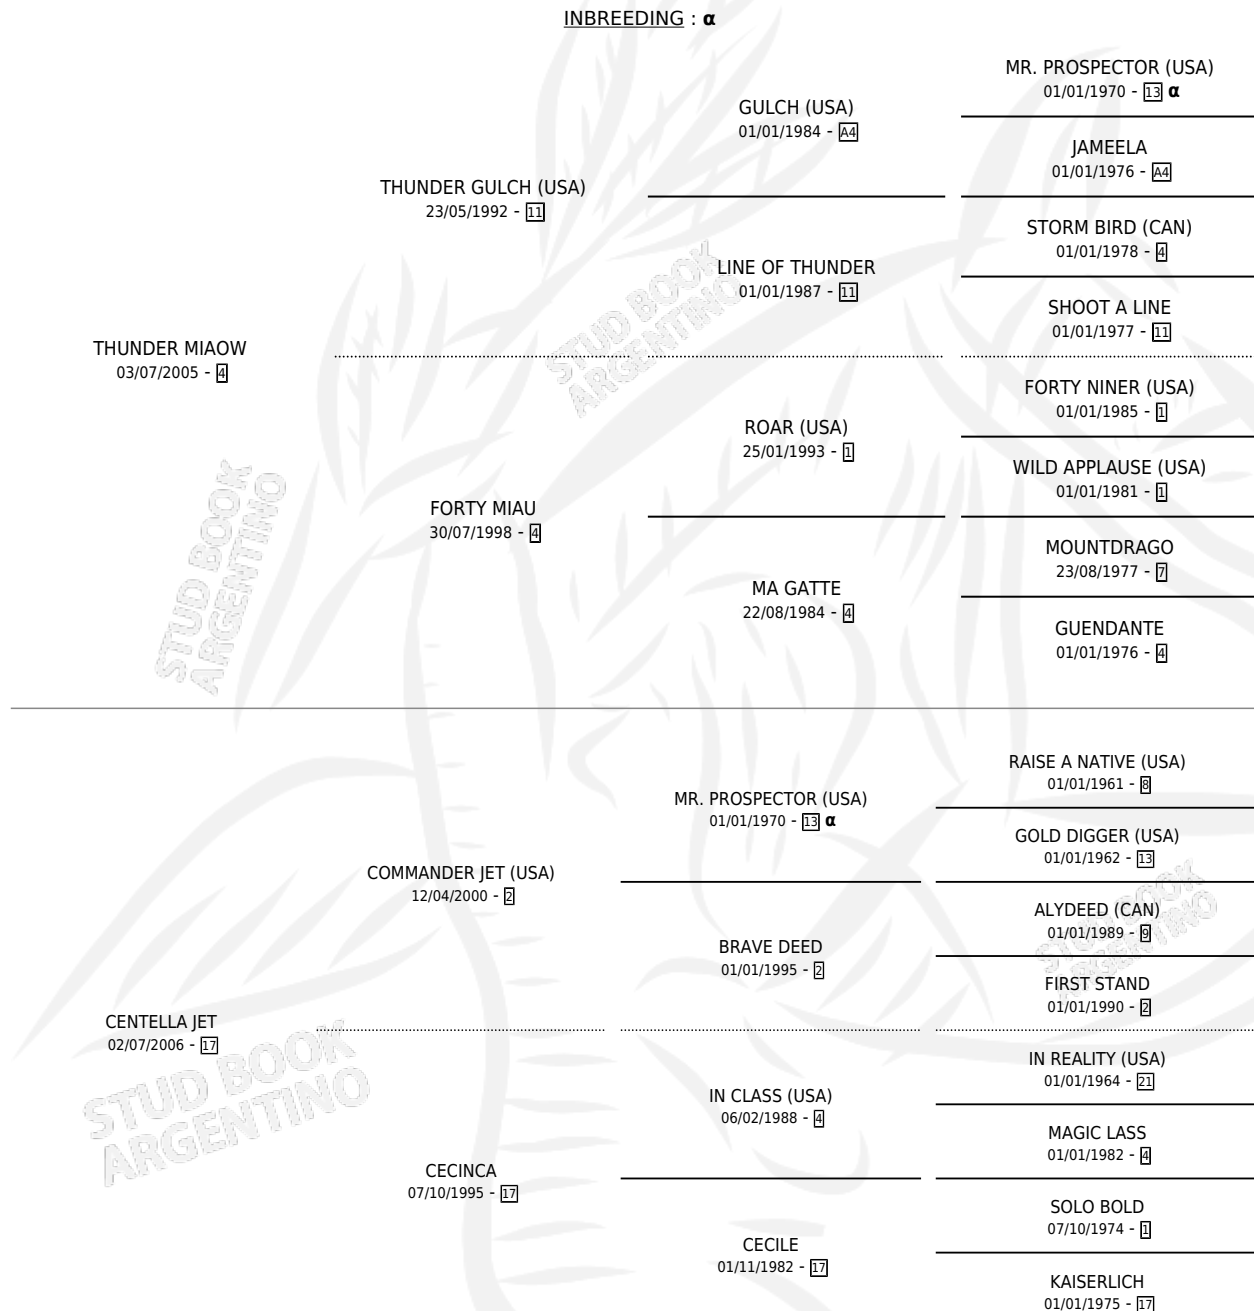 INBREEDING : α
MR. PROSPECTOR (USA)
01/01/1970 - 13 α
GULCH (USA)
01/01/1984 - A4
JAMEELA
01/01/1976 - A4
THUNDER GULCH (USA)
23/05/1992 - 11
STORM BIRD (CAN)
01/01/1978 - 4
LINE OF THUNDER
01/01/1987 - 11
SHOOT A LINE
01/01/1977 - 11
THUNDER MIAOW
03/07/2005 - 4
FORTY NINER (USA)
01/01/1985 - 1
ROAR (USA)
25/01/1993 - 1
WILD APPLAUSE (USA)
01/01/1981 - 1
FORTY MIAU
30/07/1998 - 4
MOUNTDRAGO
23/08/1977 - 7
MA GATTE
22/08/1984 - 4
GUENDANTE
01/01/1976 - 4
RAISE A NATIVE (USA)
01/01/1961 - 8
MR. PROSPECTOR (USA)
01/01/1970 - 13 α
GOLD DIGGER (USA)
01/01/1962 - 13
COMMANDER JET (USA)
12/04/2000 - 2
ALYDEED (CAN)
01/01/1989 - 9
BRAVE DEED
01/01/1995 - 2
FIRST STAND
01/01/1990 - 2
CENTELLA JET
02/07/2006 - 17
IN REALITY (USA)
01/01/1964 - 21
IN CLASS (USA)
06/02/1988 - 4
MAGIC LASS
01/01/1982 - 4
CECINCA
07/10/1995 - 17
SOLO BOLD
07/10/1974 - 1
CECILE
01/11/1982 - 17
KAISERLICH
01/01/1975 - 17
STUD BOOK
ARGENTINO
STUD BOOK
ARGENTINO
STUD BOOK
ARGENTINO
STUD BOOK
ARGENTINO